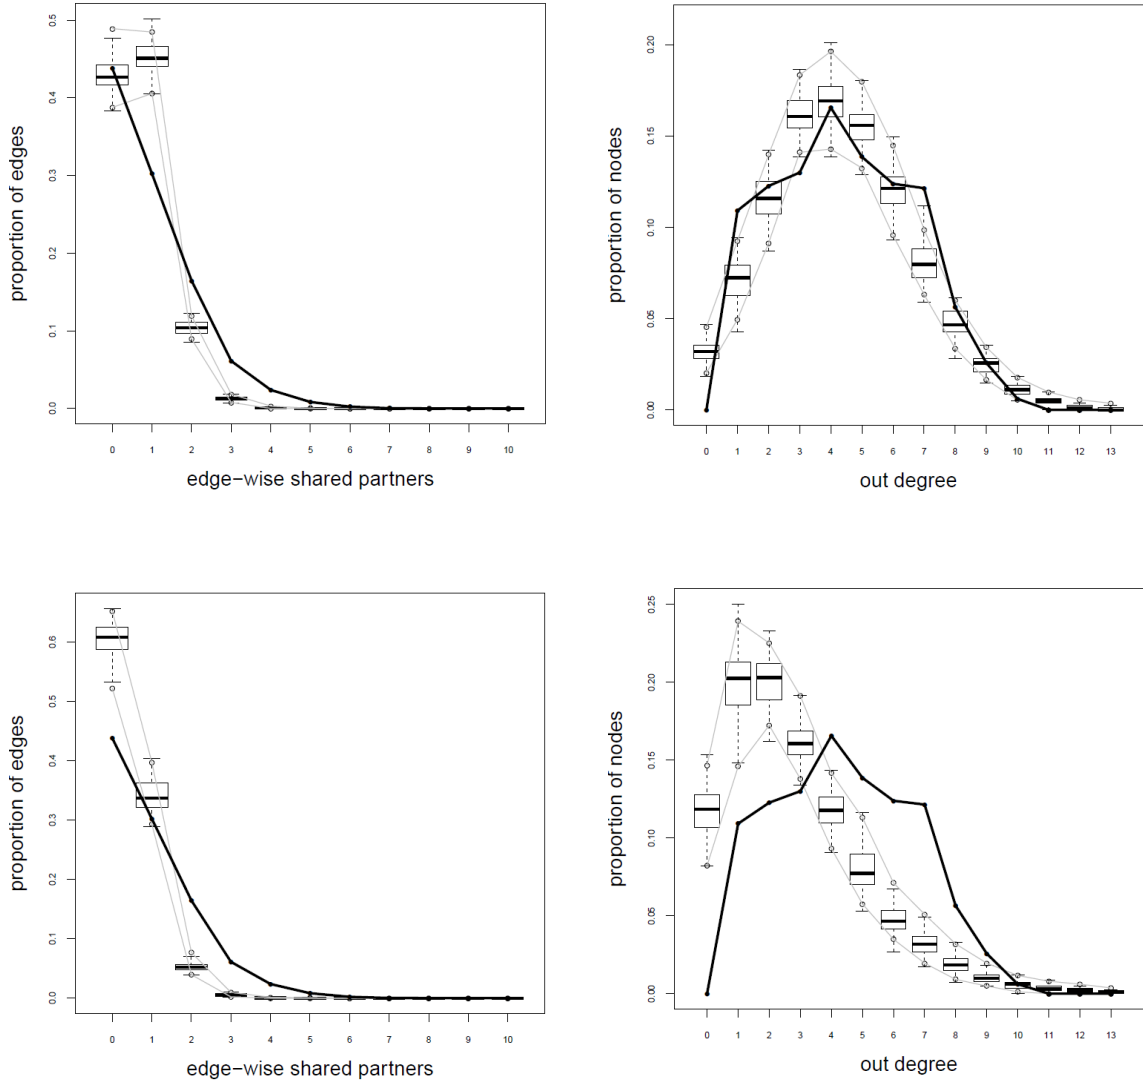 proportion of edges
0.5
0.4
0.3
0.2
0.1
0.0
0 1 2 3 4 5 6 7 8 9 10
edge-wise shared partners
proportion of nodes
0.20
0.15
0.10
0.05
0.00
0 1 2 3 4 5 6 7 8 9 10 11 12 13
out degree
proportion of edges
0.6
0.5
0.4
0.3
0.2
0.1
0.0
0 1 2 3 4 5 6 7 8 9 10
edge-wise shared partners
proportion of nodes
0.25
0.20
0.15
0.10
0.05
0.00
0 1 2 3 4 5 6 7 8 9 10 11 12 13
out degree